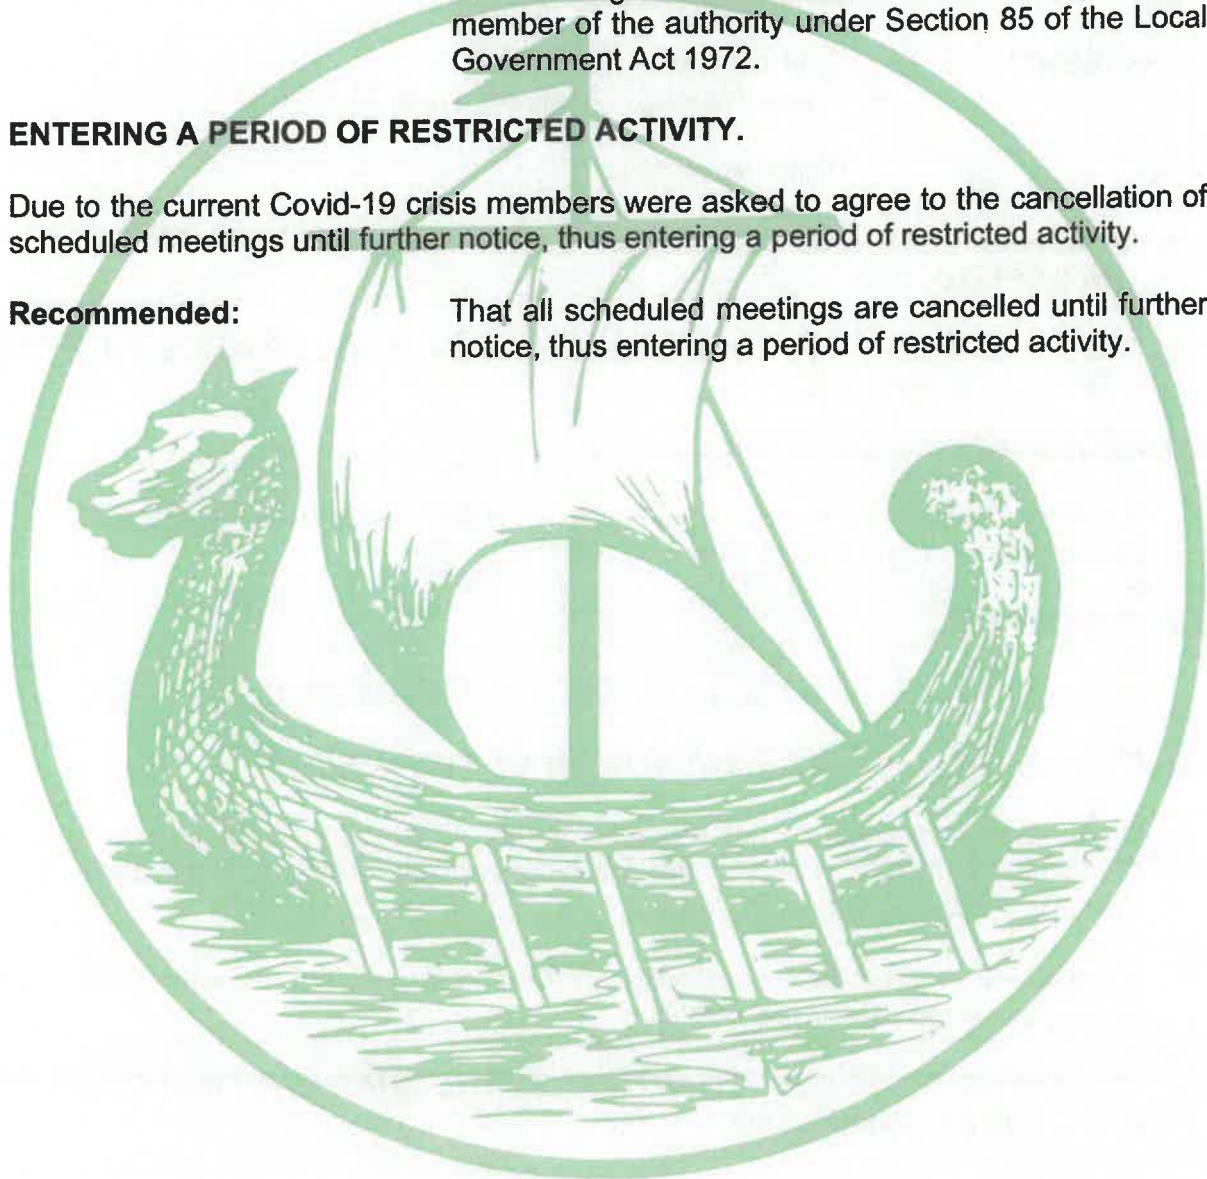 member of the authority under Section 85 of the Local
Government Act 1972.
ENTERING A PERIOD OF RESTRICTED ACTIVITY.
Due to the current Covid-19 crisis members were asked to agree to the cancellation of
scheduled meetings until further notice, thus entering a period of restricted activity.
Recommended: That all scheduled meetings are cancelled until further
notice, thus entering a period of restricted activity.